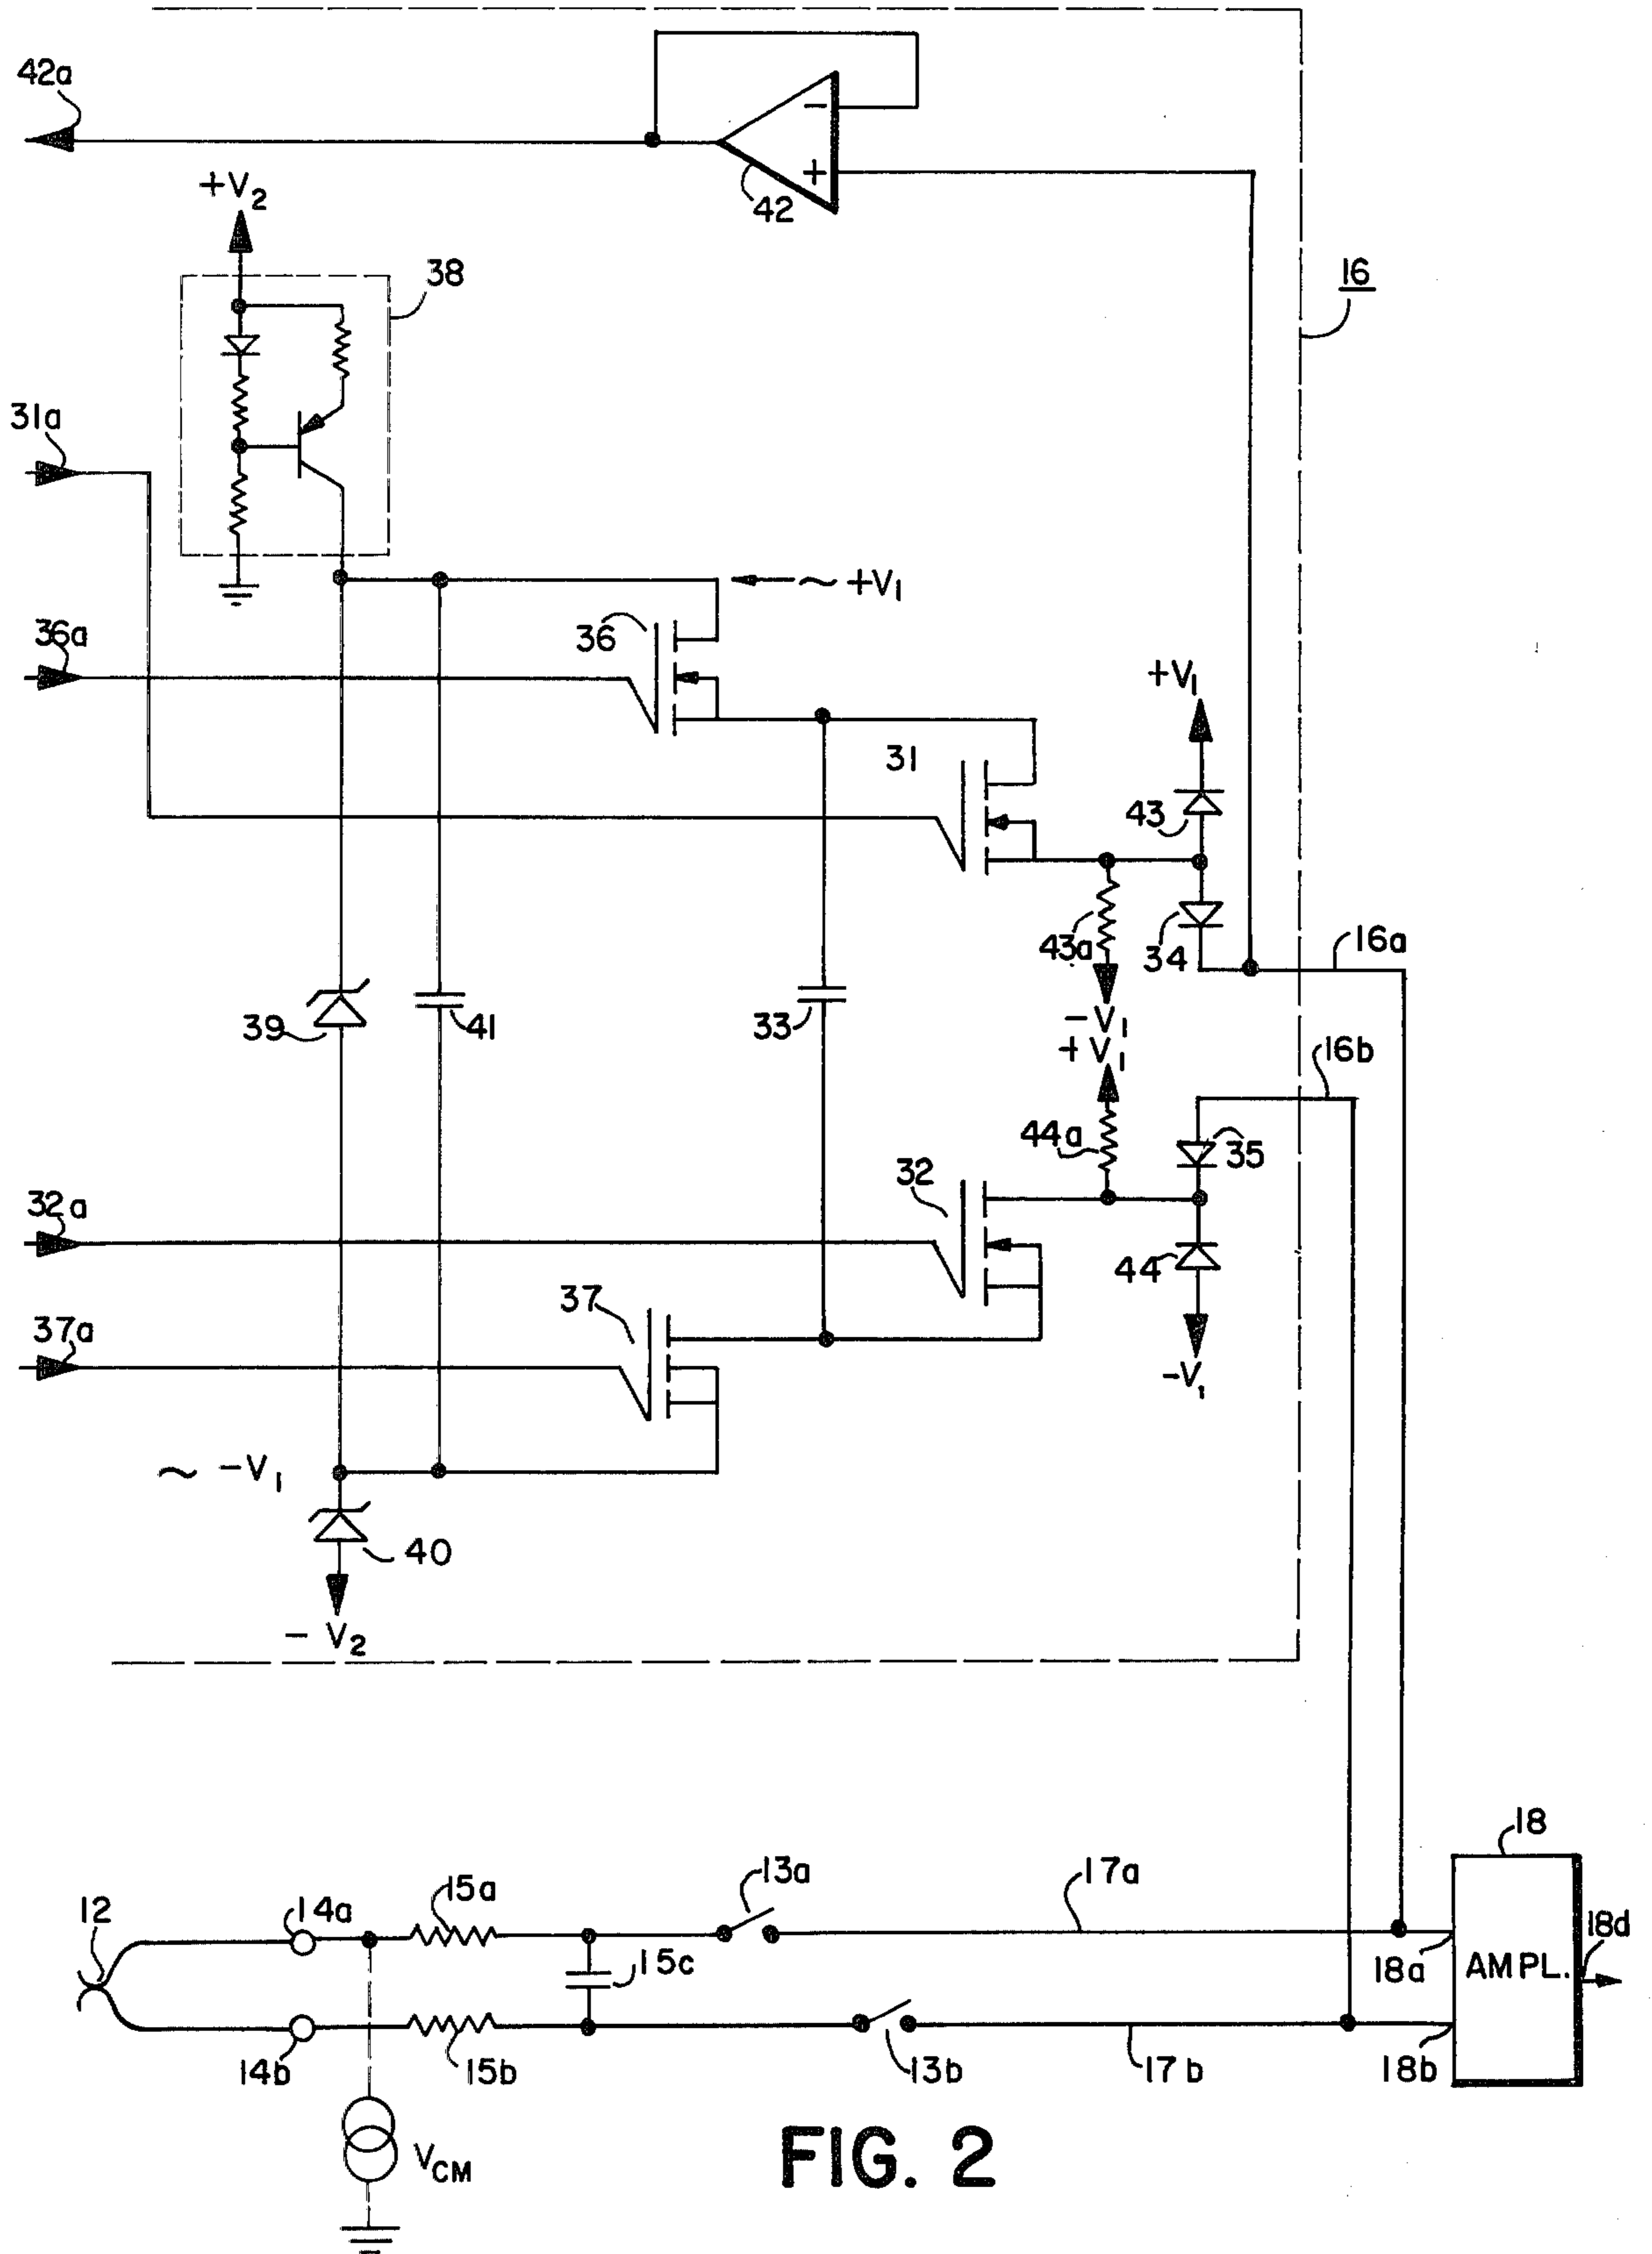 42a
−
+
42
+V2
38
16
31a
~ +V1
36
36a
+V1
31
43
43a
34
16a
39
41
33
−V1
+V1
16b
44a
35
32
32a
44
37
37a
−V1
~ −V1
40
− V2
18
13a
15a
17a
12
14a
18d
15c
18a
AMPL.
14b
15b
13b
17b
18b
VCM
FIG. 2